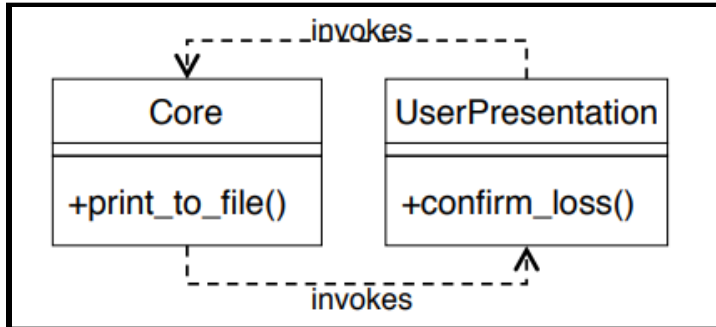 invokes
Core
UserPresentation
+print_to_file()
+confirm_loss()
invokes